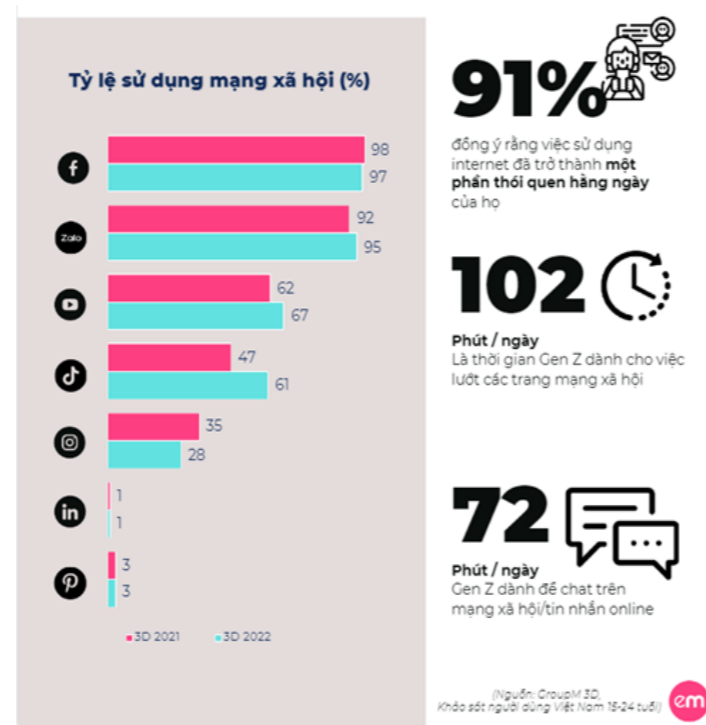 Tỷ lệ sử dụng mạng xã hội (%)
98
97
Zalo
92
95
62
67
47
61
35
28
in
1
1
3
3
3D 2021
3D 2022
91%
đồng ý rằng việc sử dụng
internet đã trở thành một
phần thói quen hằng ngày
của họ
102
Phút / ngày
Là thời gian Gen Z dành cho việc
lướt các trang mạng xã hội
72
Phút / ngày
Gen Z dành để chat trên
mạng xã hội/tin nhắn online
(Nguồn: GroupM 3D,
Khảo sát người dùng Việt Nam 15-24 tuổi)
em